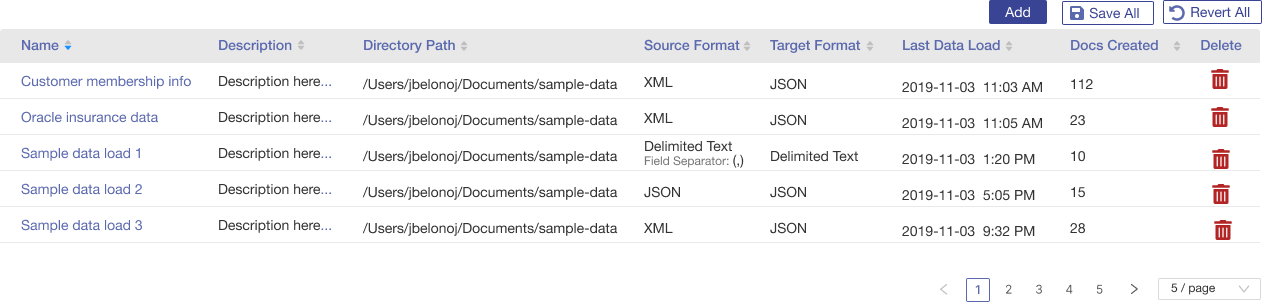 Add Save All Revert All
Name Description Directory Path Source Format Target Format Last Data Load Docs Created Delete
Customer membership info Description here... /Users/jbelonoj/Documents/sample-data XML JSON 2019-11-03 11:03 AM 112
Oracle insurance data Description here... /Users/jbelonoj/Documents/sample-data XML JSON 2019-11-03 11:05 AM 23
Sample data load 1 Description here... /Users/jbelonoj/Documents/sample-data Delimited Text Delimited Text 2019-11-03 1:20 PM 10
Field Separator: (,)
Sample data load 2 Description here... /Users/jbelonoj/Documents/sample-data JSON JSON 2019-11-03 5:05 PM 15
Sample data load 3 Description here... /Users/jbelonoj/Documents/sample-data XML JSON 2019-11-03 9:32 PM 28
< 1 2 3 4 5 > 5 / page